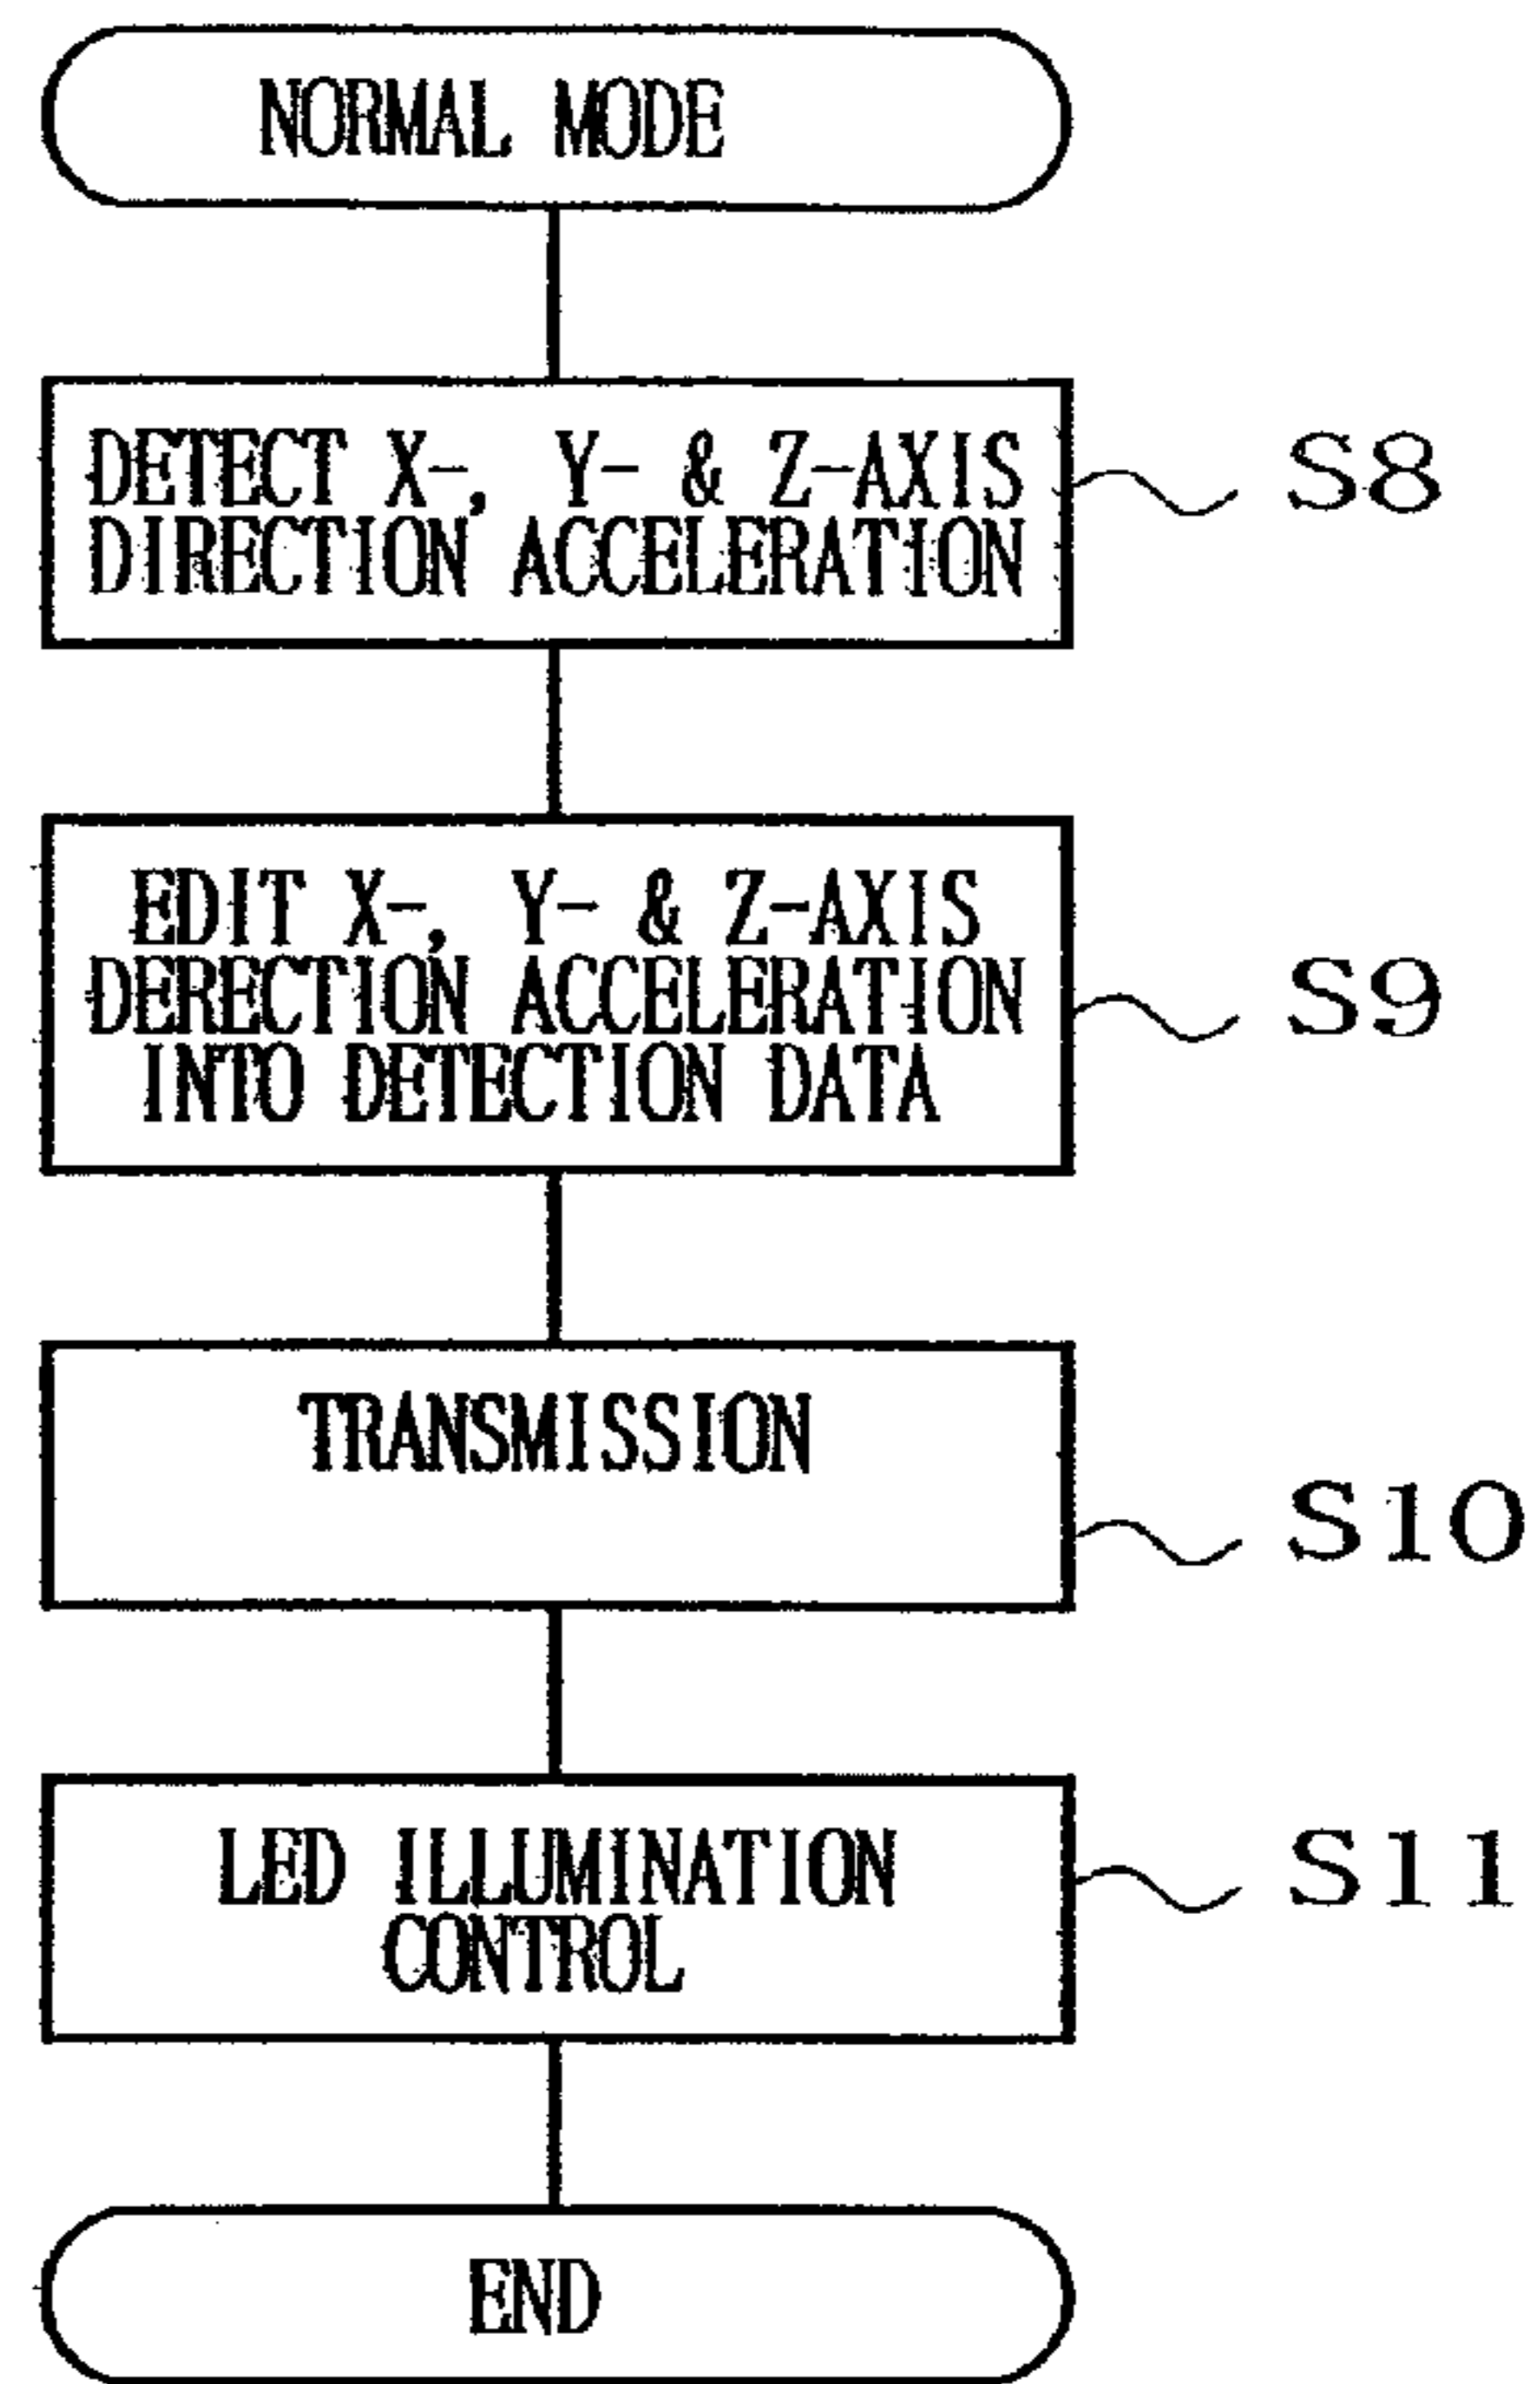 NORMAL MODE
DETECT X-, Y- & Z-AXIS
DIRECTION ACCELERATION
S8
EDIT X-, Y- & Z-AXIS
DERECTION ACCELERATION
INTO DETECTION DATA
S9
TRANSMISSION
S10
LED ILLUMINATION
CONTROL
S11
END